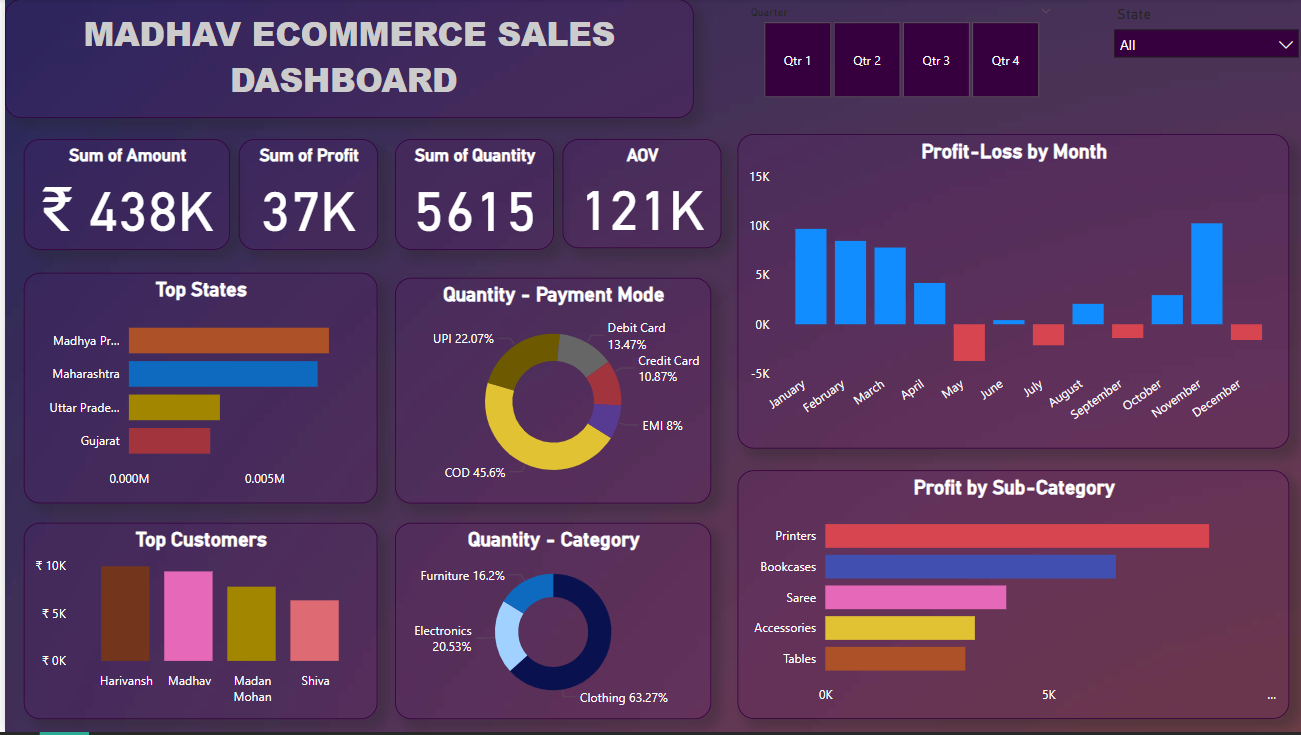 MADHAV ECOMMERCE SALES
DASHBOARD
Quarter
Qtr 1
Qtr 2
Qtr 3
Qtr 4
State
All
Sum of Amount
₹ 438K
Sum of Profit
37K
Sum of Quantity
5615
AOV
121K
Profit-Loss by Month
15K
10K
5K
0K
-5K
January
February
March
April
May
June
July
August
September
October
November
December
Top States
Madhya Pr...
Maharashtra
Uttar Prade...
Gujarat
0.000M
0.005M
Quantity - Payment Mode
UPI 22.07%
Debit Card
13.47%
Credit Card
10.87%
EMI 8%
COD 45.6%
Profit by Sub-Category
Printers
Bookcases
Saree
Accessories
Tables
0K
5K
...
Top Customers
₹ 10K
₹ 5K
₹ 0K
Harivansh
Madhav
Madan
Mohan
Shiva
Quantity - Category
Furniture 16.2%
Electronics
20.53%
Clothing 63.27%